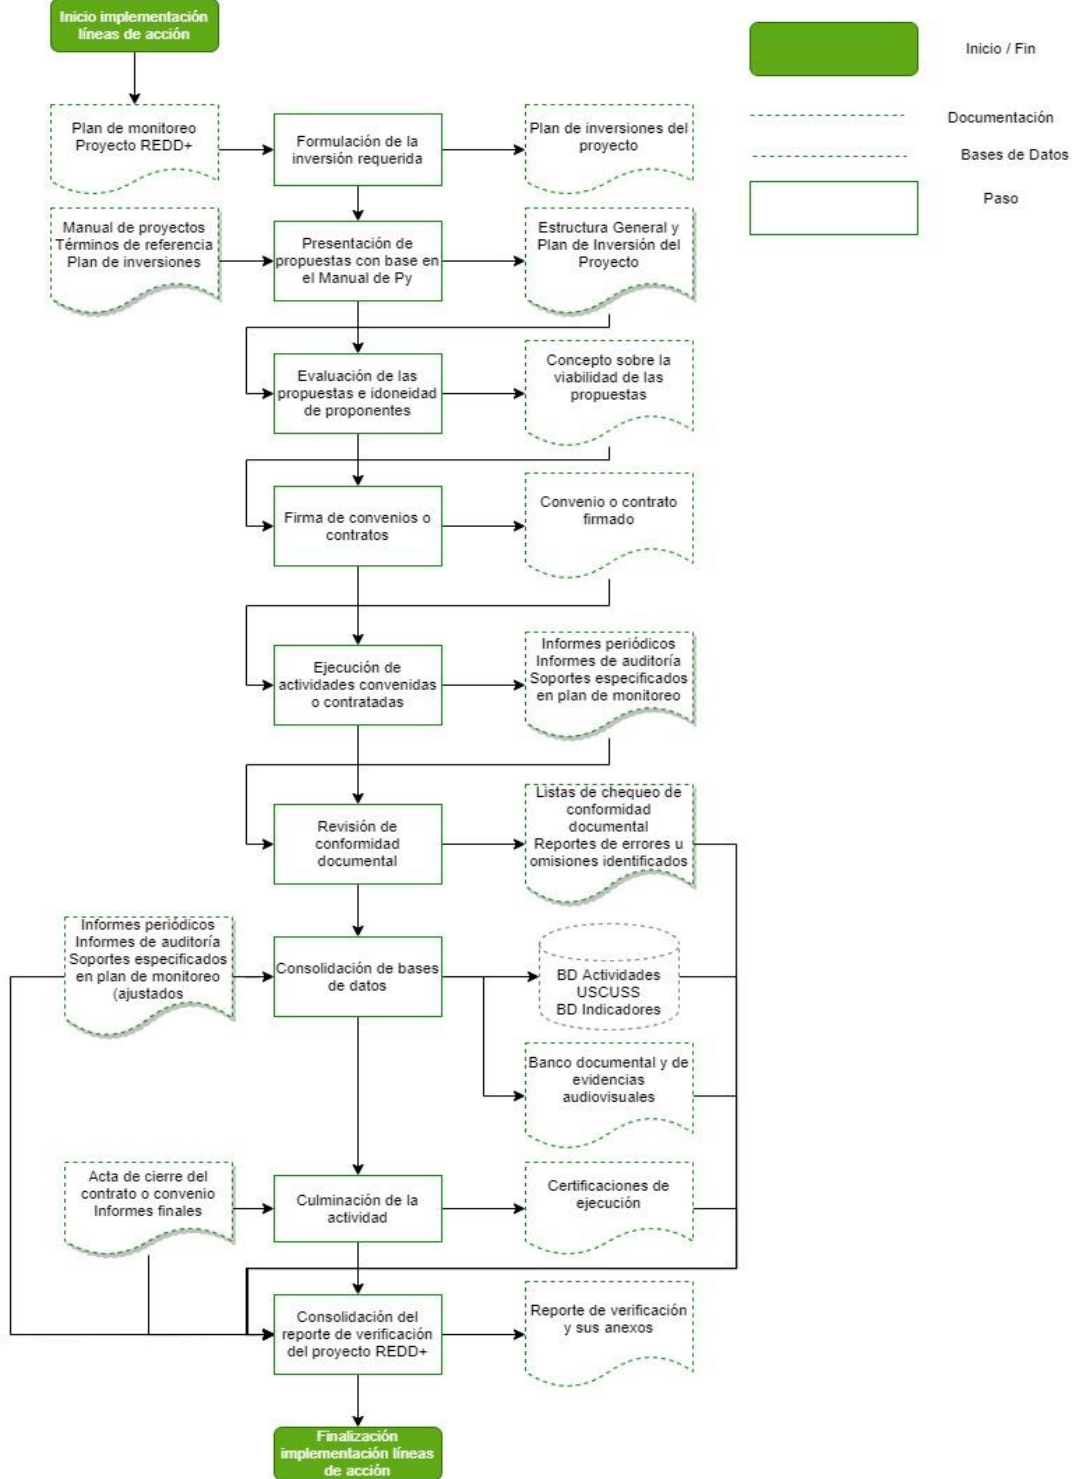 Inicio implementación
líneas de acción
Inicio / Fin
Documentación
Bases de Datos
Paso
Plan de monitoreo
Proyecto REDD+
Formulación de la
inversión requerida
Plan de inversiones del
proyecto
Manual de proyectos
Términos de referencia
Plan de inversiones
Presentación de
propuestas con base en
el Manual de Py
Estructura General y
Plan de Inversión del
Proyecto
Evaluación de las
propuestas e idoneidad
de proponentes
Concepto sobre la
viabilidad de las
propuestas
Firma de convenios o
contratos
Convenio o contrato
firmado
Ejecución de
actividades convenidas
o contratadas
Informes periódicos
Informes de auditoría
Soportes especificados
en plan de monitoreo
Revisión de
conformidad
documental
Listas de chequeo de
conformidad
documental
Reportes de errores u
omisiones identificados
Informes periódicos
Informes de auditoría
Soportes especificados
en plan de monitoreo
(ajustados
Consolidación de bases
de datos
BD Actividades
USCUSS
BD Indicadores
Banco documental y de
evidencias
audiovisuales
Acta de cierre del
contrato o convenio
Informes finales
Culminación de la
actividad
Certificaciones de
ejecución
Consolidación del
reporte de verificación
del proyecto REDD+
Reporte de verificación
y sus anexos
Finalización
implementación líneas
de acción